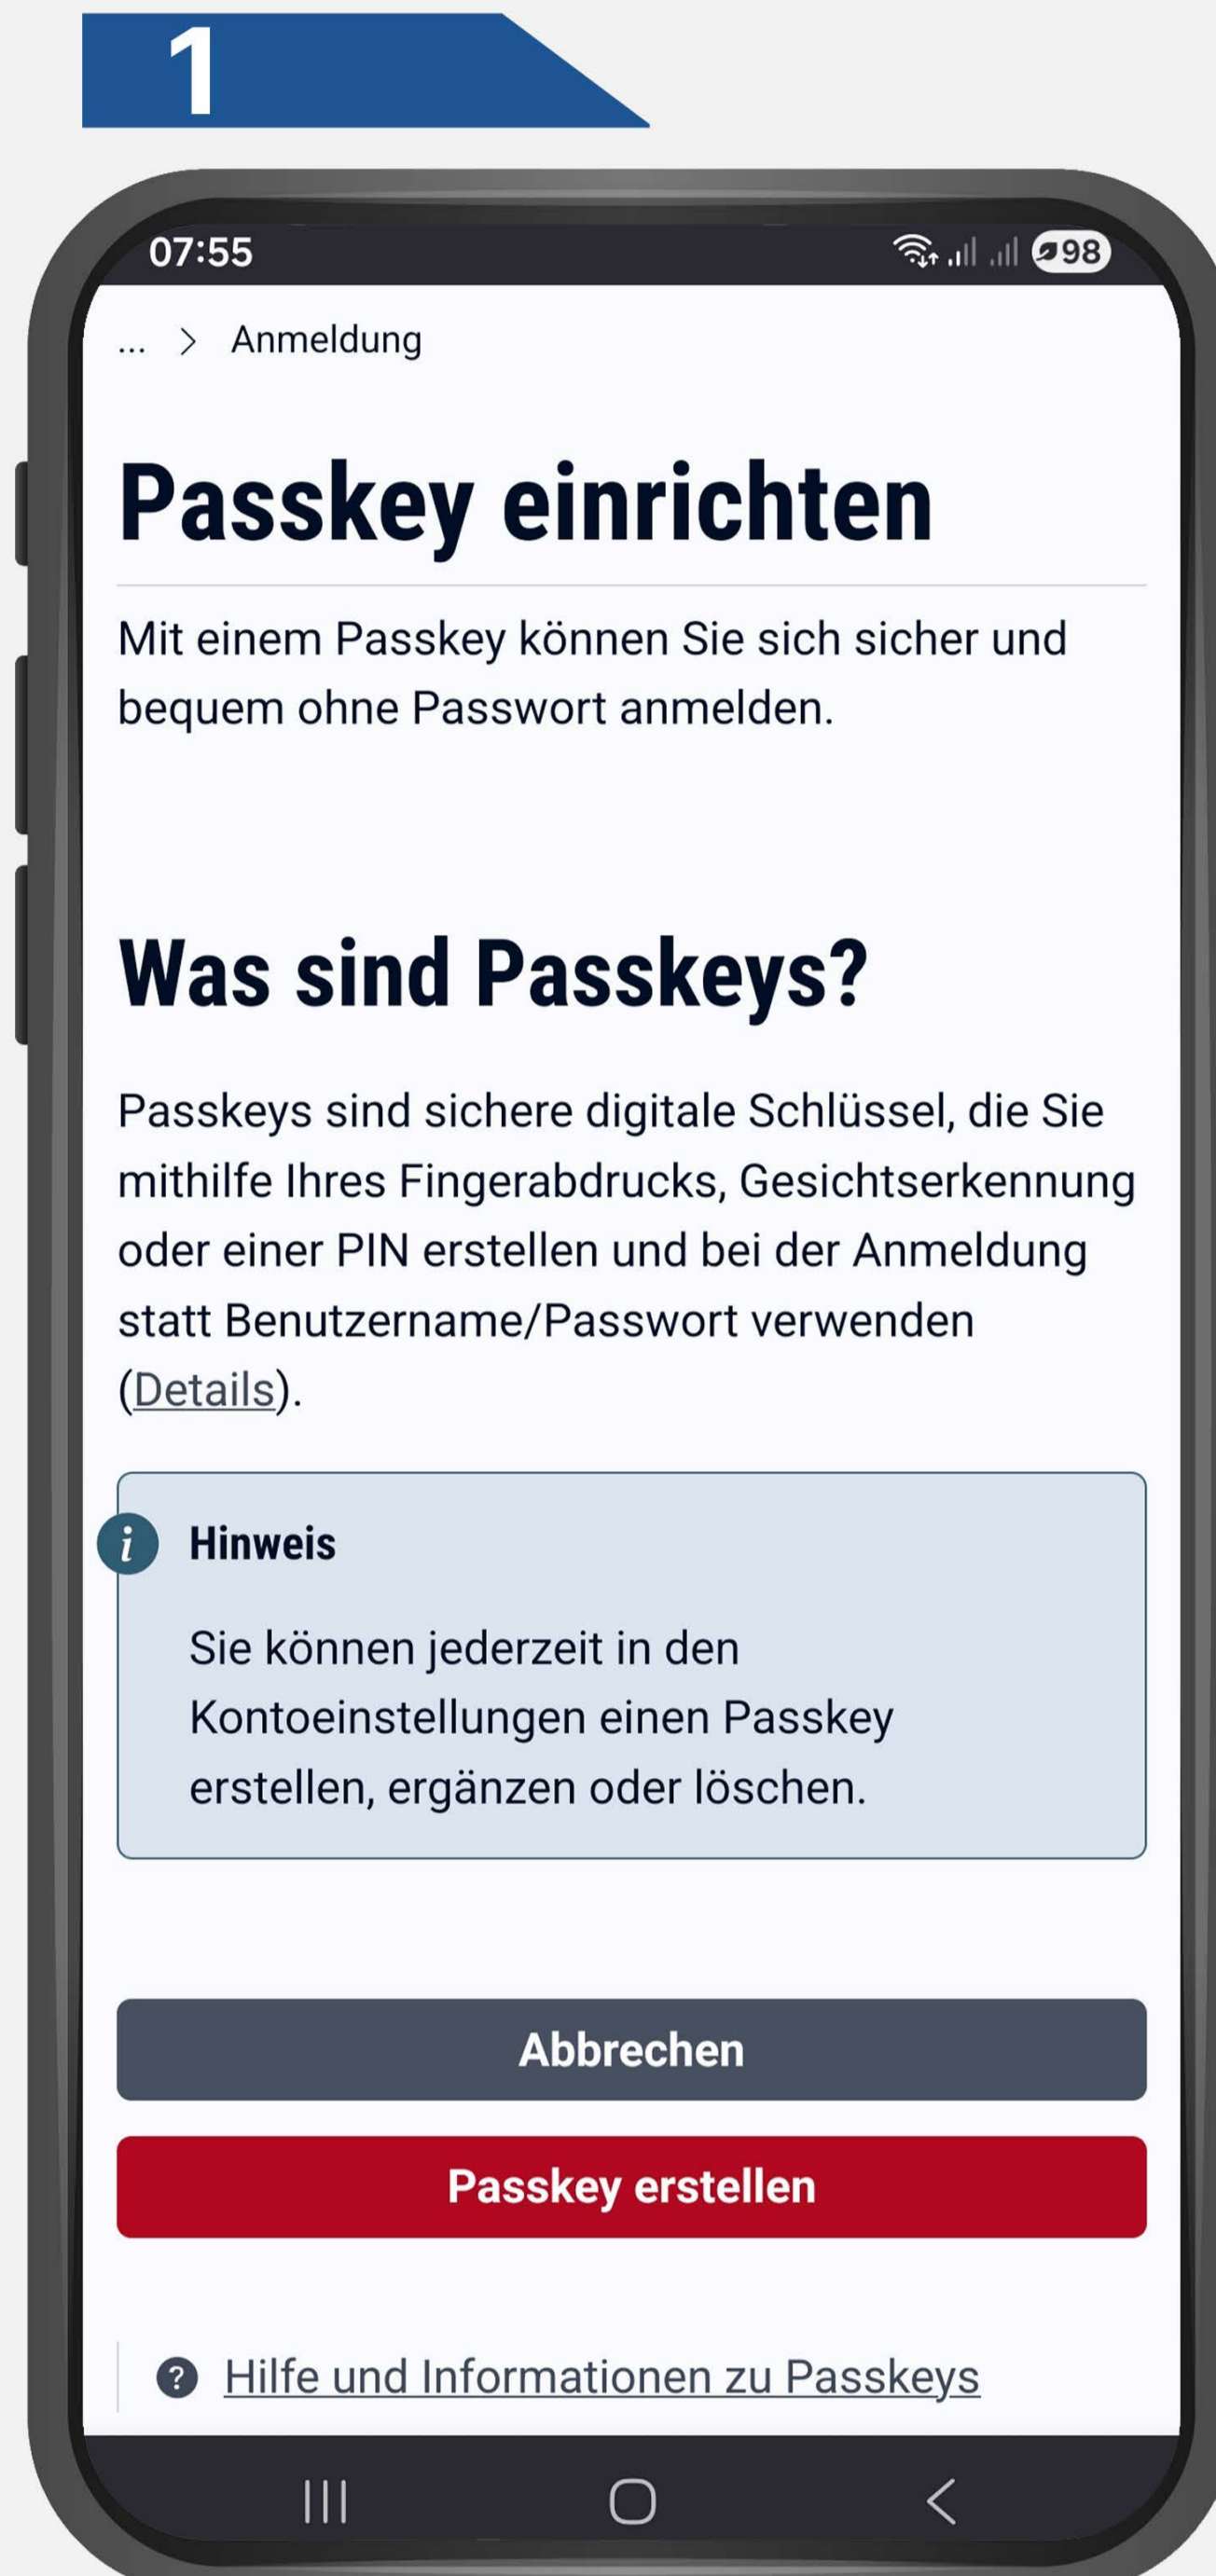 1
07:55
98
... > Anmeldung
Passkey einrichten
Mit einem Passkey können Sie sich sicher und
bequem ohne Passwort anmelden.
Was sind Passkeys?
Passkeys sind sichere digitale Schlüssel, die Sie
mithilfe Ihres Fingerabdrucks, Gesichtserkennung
oder einer PIN erstellen und bei der Anmeldung
statt Benutzername/Passwort verwenden
(Details).
i Hinweis
Sie können jederzeit in den
Kontoeinstellungen einen Passkey
erstellen, ergänzen oder löschen.
Abbrechen
Passkey erstellen
? Hilfe und Informationen zu Passkeys